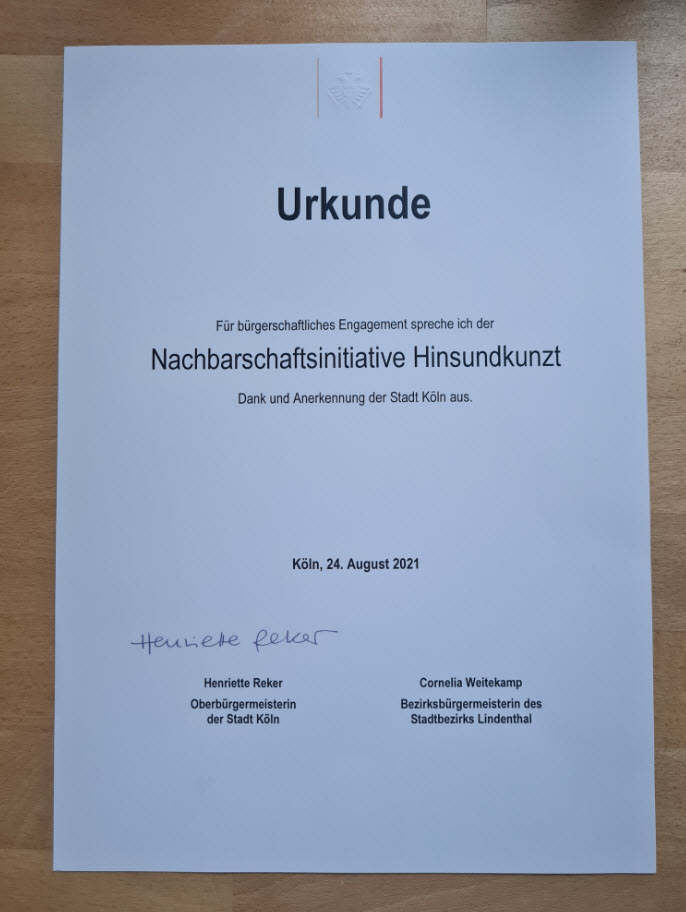 Urkunde
Für bürgerschaftliches Engagement spreche ich der
Nachbarschaftsinitiative Hinsundkunzt
Dank und Anerkennung der Stadt Köln aus.
Köln, 24. August 2021
Henriette Reker
Henriette Reker
Oberbürgermeisterin
der Stadt Köln
Cornelia Weitekamp
Bezirksbürgermeisterin des
Stadtbezirks Lindenthal